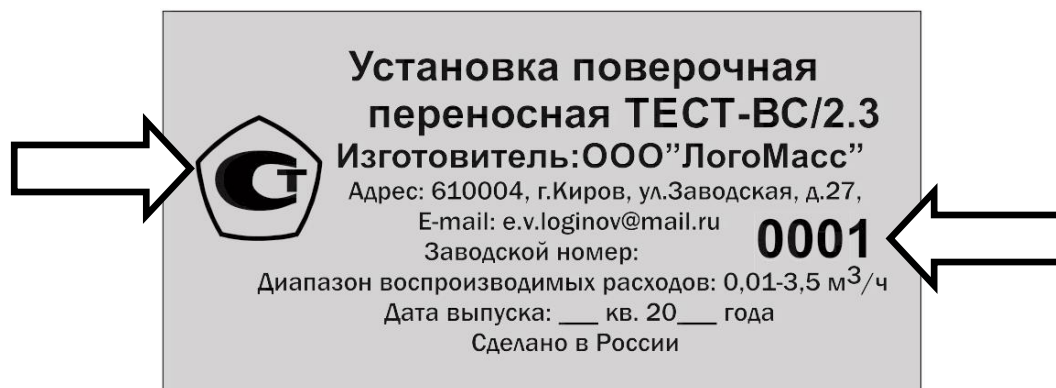 Установка поверочная
переносная ТЕСТ-ВС/2.3
Изготовитель:ООО”ЛогоМасс”
Адрес: 610004, г.Киров, ул.Заводская, д.27,
E-mail: e.v.loginov@mail.ru
Заводской номер: 0001
Диапазон воспроизводимых расходов: 0,01-3,5 м³/ч
Дата выпуска: ___ кв. 20___ года
Сделано в России